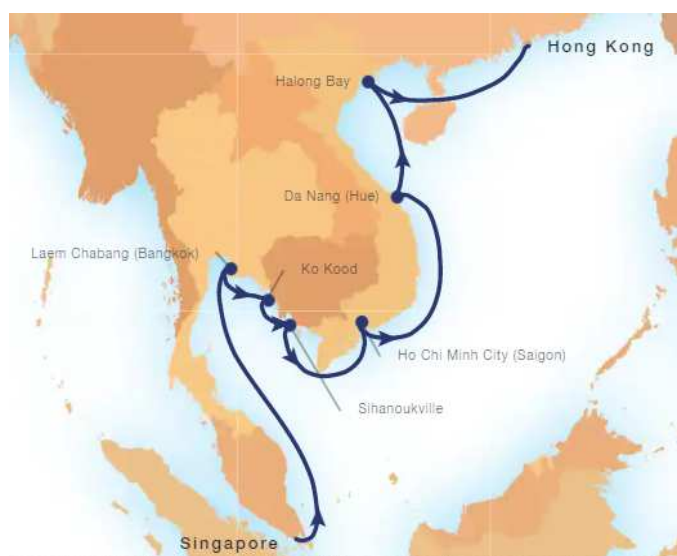 Hong Kong
Halong Bay
Da Nang (Hue)
Laem Chabang (Bangkok)
Ko Kood
Ho Chi Minh City (Saigon)
Sihanoukville
Singapore